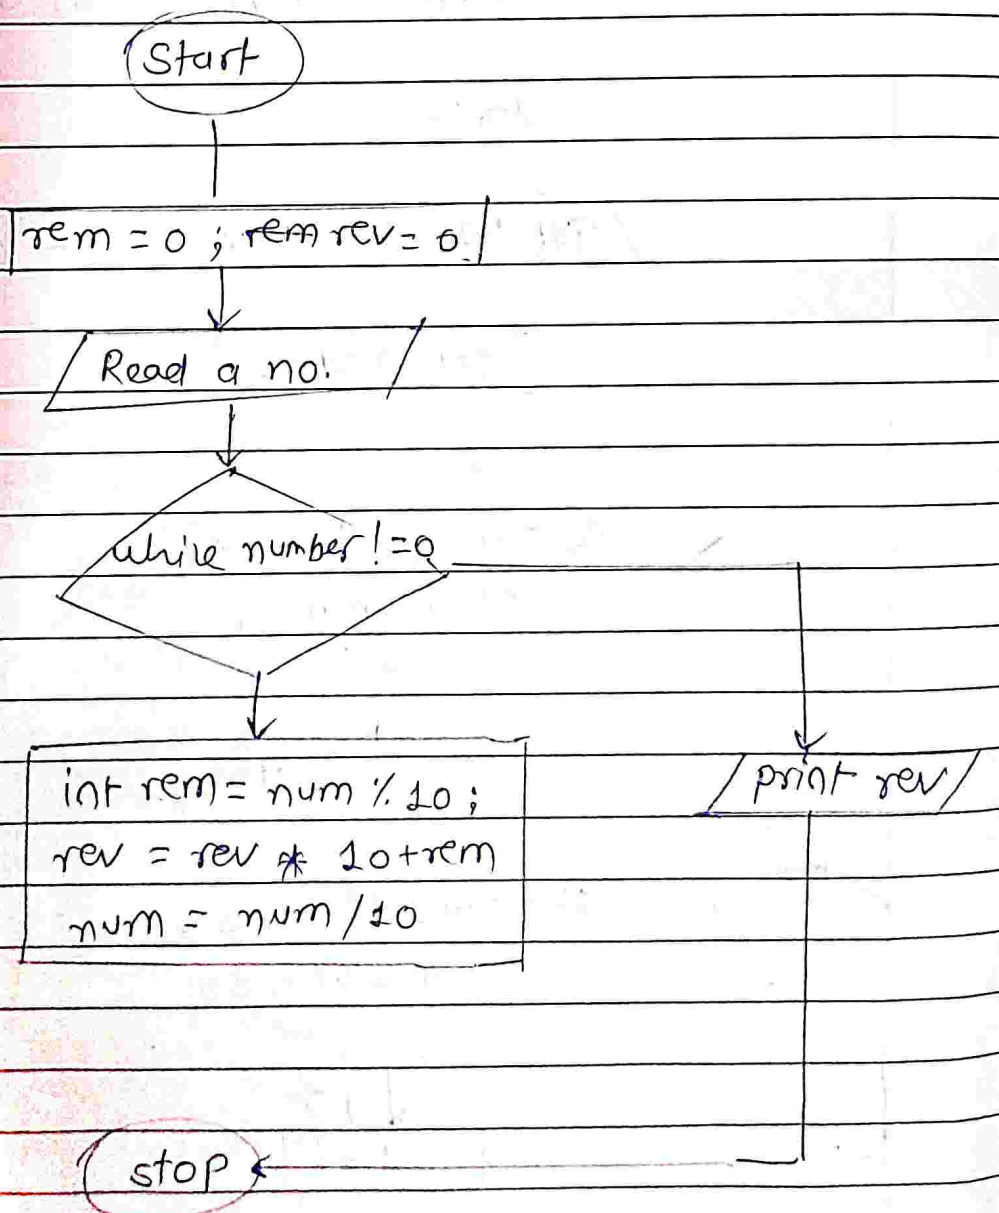 Start
rem = 0 ; rem rev = 0
Read a no.
while number != 0
int rem = num % 10 ;
rev = rev * 10 + rem
num = num / 10
print rev
stop